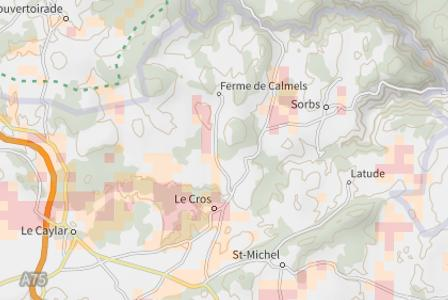 ouvertoirade
Ferme de Calmels
Sorbs
Latude
Le Cros
Le Caylar
St-Michel
A75